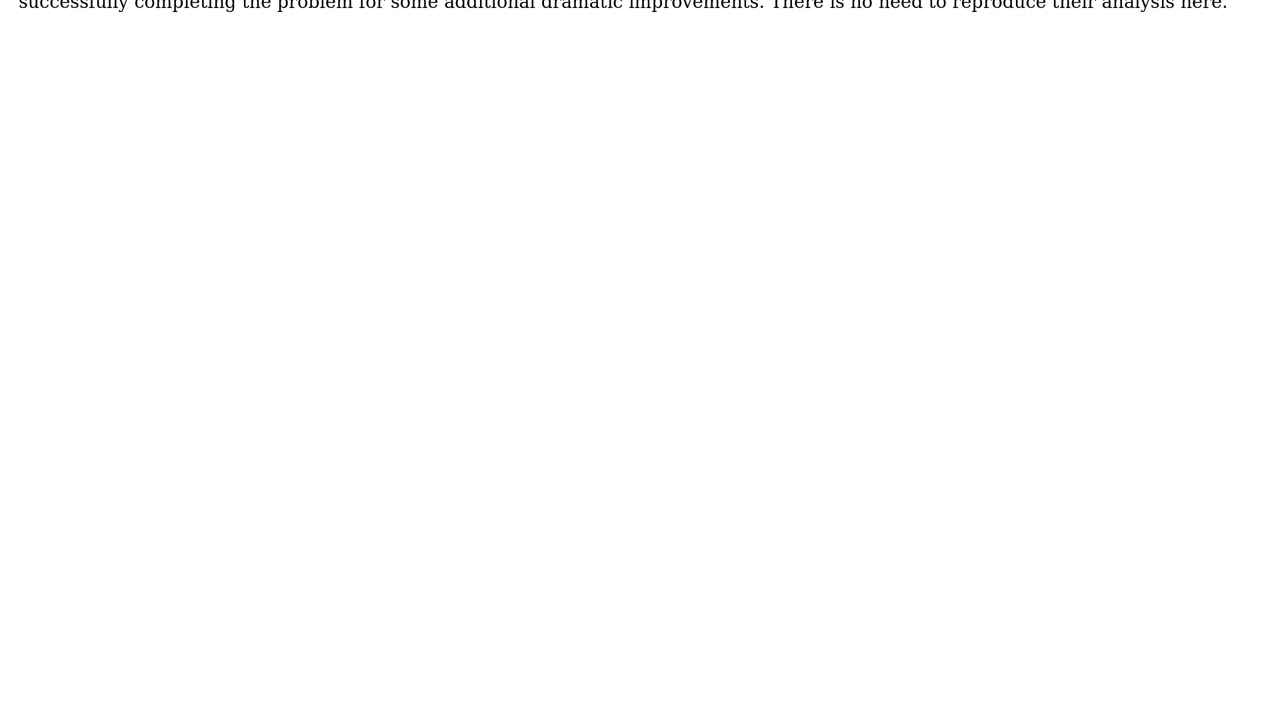 successfully completing the problem for some additional dramatic improvements. There is no need to reproduce their analysis here.